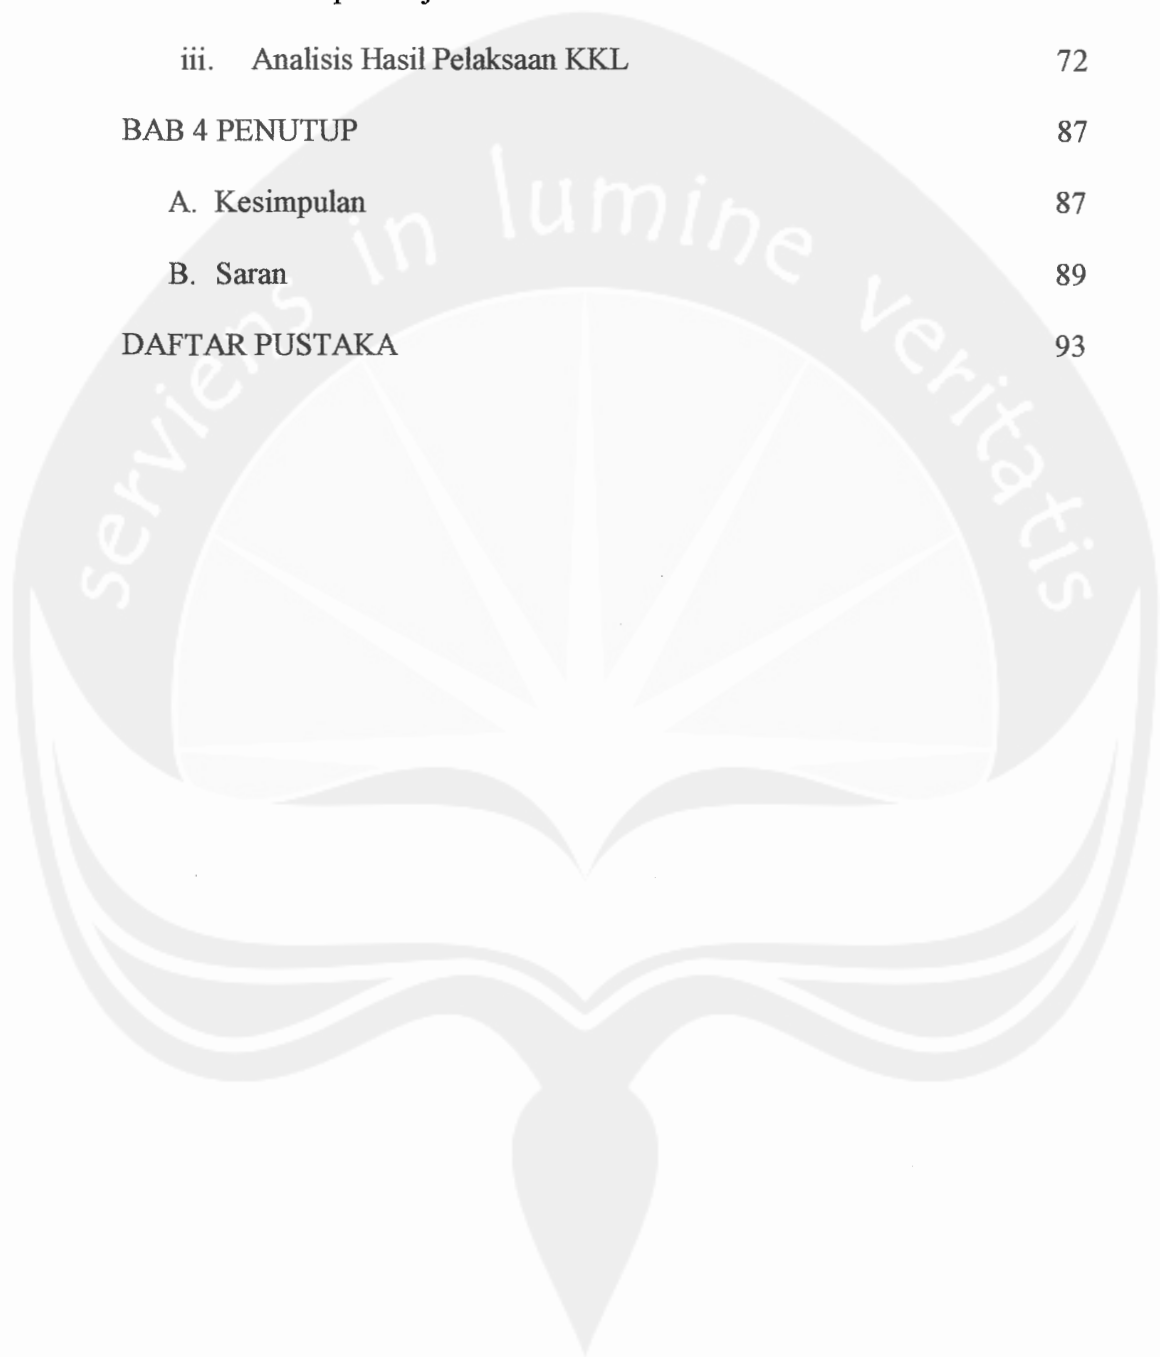 iii. Analisis Hasil Pelaksaan KKL 72
BAB 4 PENUTUP 87
A. Kesimpulan 87
B. Saran 89
DAFTAR PUSTAKA 93
serviens in lumine veritatis